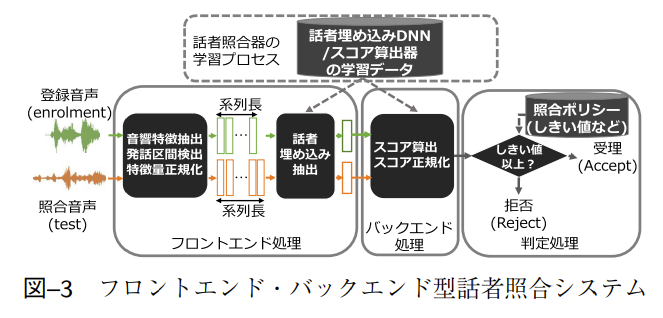 話者照合器の
学習プロセス
話者埋め込みDNN
/スコア算出器
の学習データ
登録音声
(enrolment)
照合音声
(test)
音響特徴抽出
発話区間検出
特徴量正規化
系列長
…
…
系列長
話者
埋め込み
抽出
フロントエンド処理
スコア算出
スコア正規化
バックエンド
処理
照合ポリシー
(しきい値など)
しきい値
以上？
受理
(Accept)
拒否
(Reject)
判定処理
図–3　フロントエンド・バックエンド型話者照合システム